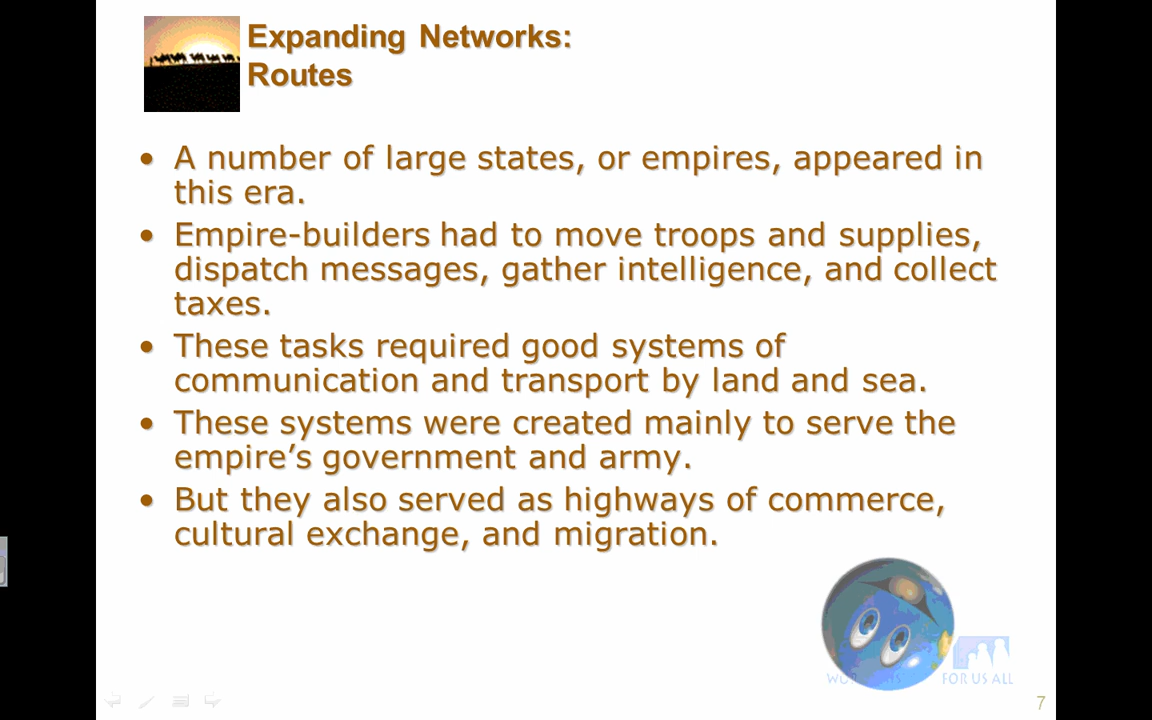 Expanding Networks:
Routes
• A number of large states, or empires, appeared in
this era.
• Empire-builders had to move troops and supplies,
dispatch messages, gather intelligence, and collect
taxes.
• These tasks required good systems of
communication and transport by land and sea.
• These systems were created mainly to serve the
empire’s government and army.
• But they also served as highways of commerce,
cultural exchange, and migration.
FOR US ALL
7